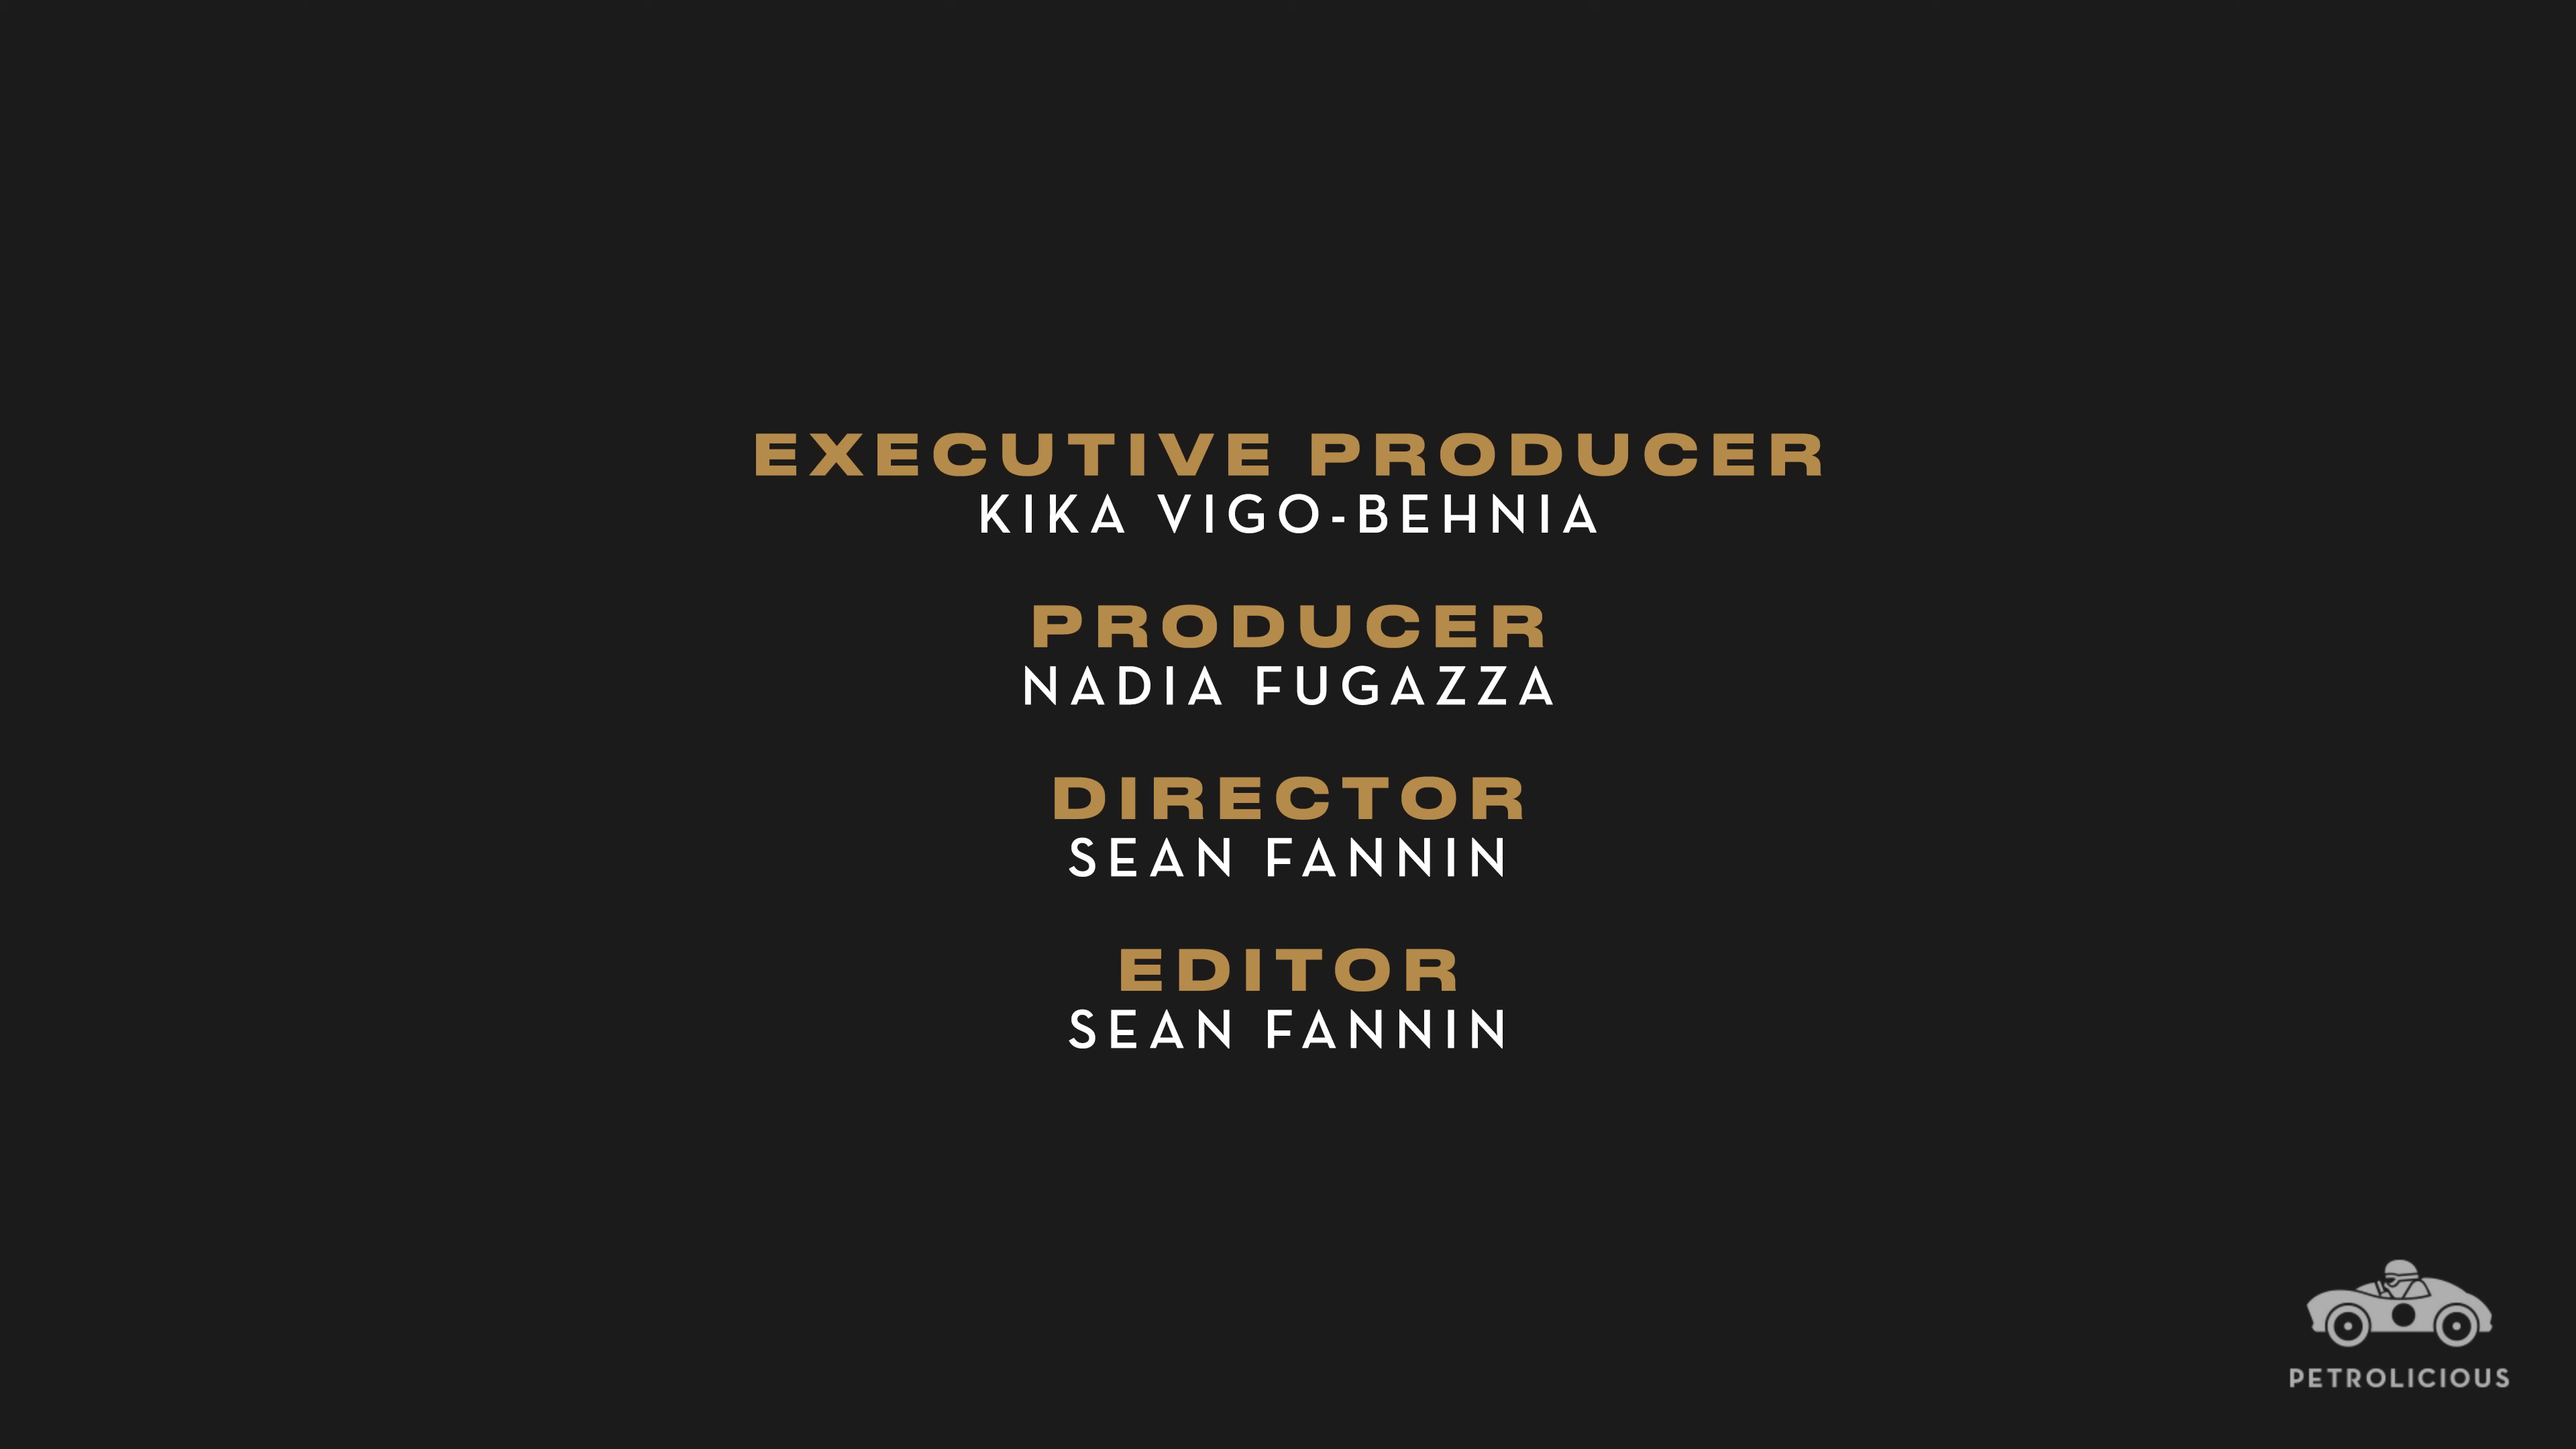 EXECUTIVE PRODUCER
KIKA VIGO-BEHNIA
PRODUCER
NADIA FUGAZZA
DIRECTOR
SEAN FANNIN
EDITOR
SEAN FANNIN
PETROLICIOUS